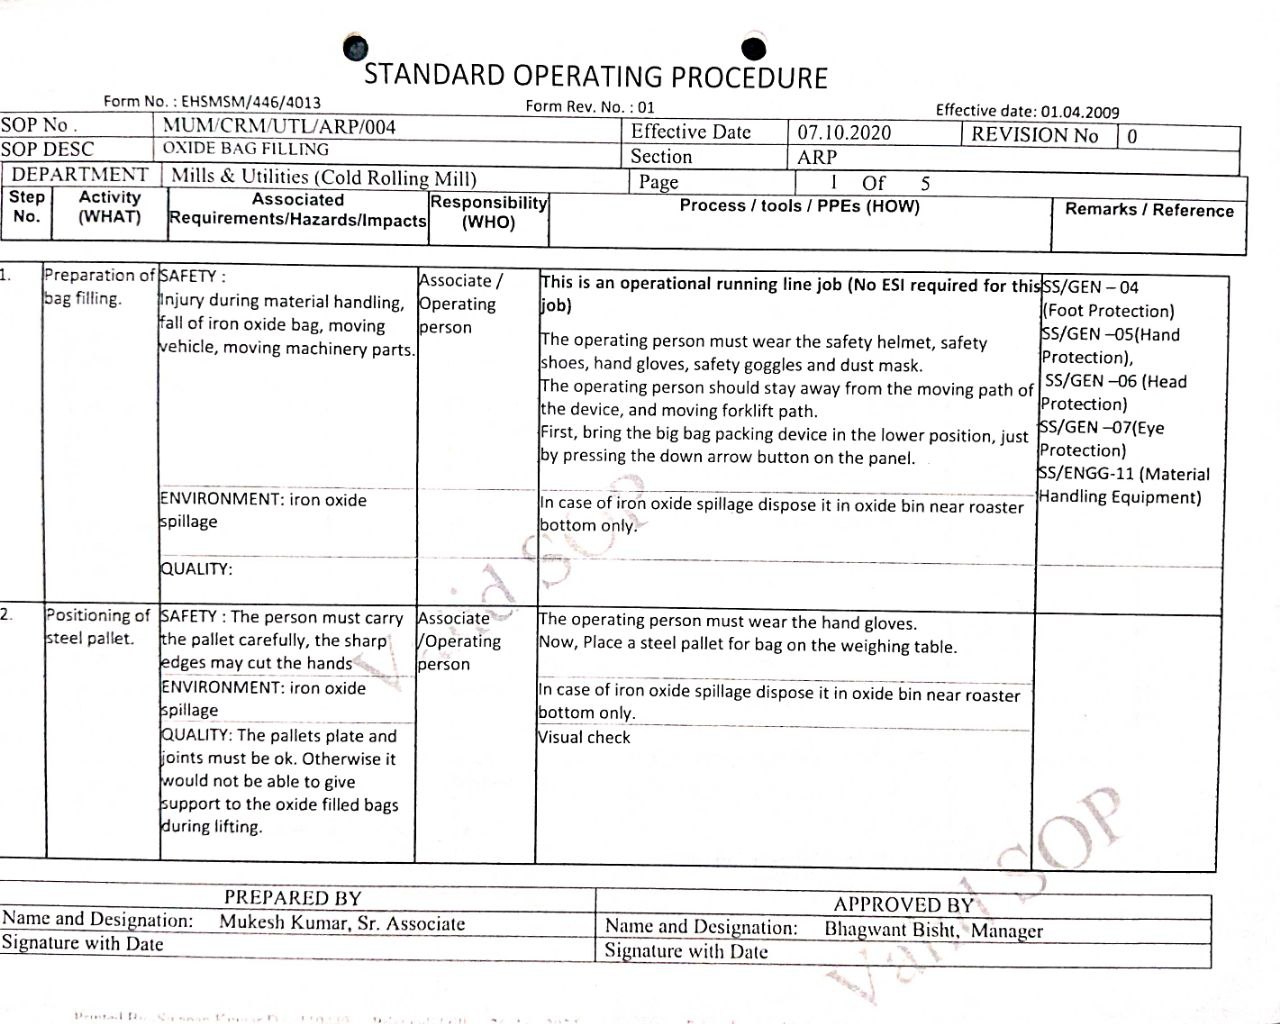 STANDARD OPERATING PROCEDURE
Form No. : EHSMSM/446/4013 Form Rev. No. : 01 Effective date: 01.04.2009
SOP No . MUM/CRM/UTL/ARP/004 Effective Date 07.10.2020 REVISION No 0
SOP DESC OXIDE BAG FILLING Section ARP
DEPARTMENT Mills & Utilities (Cold Rolling Mill) Page 1 Of 5
Step No. Activity (WHAT) Associated Requirements/Hazards/Impacts Responsibility (WHO) Process / tools / PPEs (HOW) Remarks / Reference
1.
Preparation of
bag filling.
SAFETY :
Injury during material handling,
fall of iron oxide bag, moving
vehicle, moving machinery parts.
Associate /
Operating
person
This is an operational running line job (No ESI required for this
job)
The operating person must wear the safety helmet, safety
shoes, hand gloves, safety goggles and dust mask.
The operating person should stay away from the moving path of
the device, and moving forklift path.
First, bring the big bag packing device in the lower position, just
by pressing the down arrow button on the panel.
SS/GEN – 04
(Foot Protection)
SS/GEN –05(Hand
Protection),
SS/GEN –06 (Head
Protection)
SS/GEN –07(Eye
Protection)
SS/ENGG-11 (Material
Handling Equipment)
ENVIRONMENT: iron oxide
spillage
In case of iron oxide spillage dispose it in oxide bin near roaster
bottom only.
QUALITY:
2.
Positioning of
steel pallet.
SAFETY : The person must carry
the pallet carefully, the sharp
edges may cut the hands
Associate
/Operating
person
The operating person must wear the hand gloves.
Now, Place a steel pallet for bag on the weighing table.
ENVIRONMENT: iron oxide
spillage
In case of iron oxide spillage dispose it in oxide bin near roaster
bottom only.
QUALITY: The pallets plate and
joints must be ok. Otherwise it
would not be able to give
support to the oxide filled bags
during lifting.
Visual check
Valid SOP
Valid SOP
PREPARED BY APPROVED BY
Name and Designation: Mukesh Kumar, Sr. Associate Name and Designation: Bhagwant Bisht, Manager
Signature with Date Signature with Date